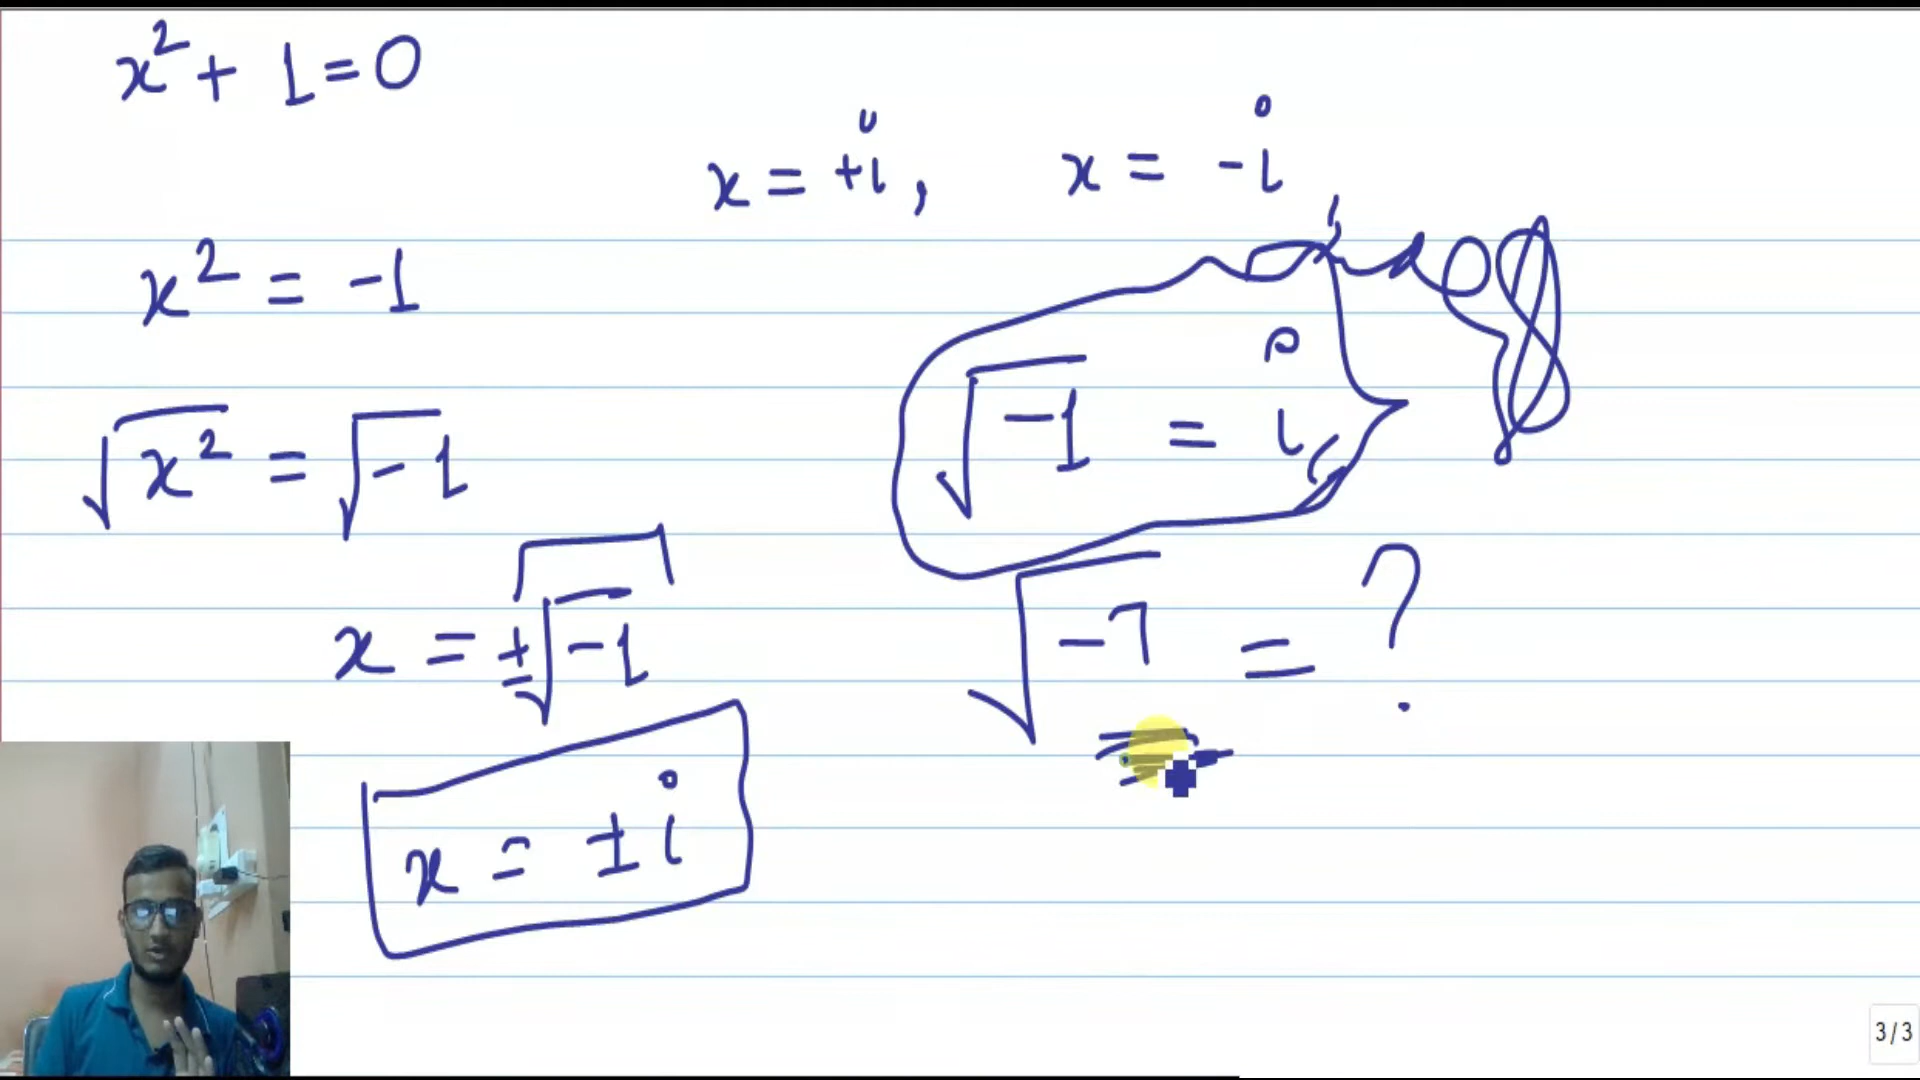 x² + 1 = 0
x = +i, x = -i
x² = -1
√x² = √-1
√-1 = i
x = ±√-1
√-7 = ?
x = ±i
3/3